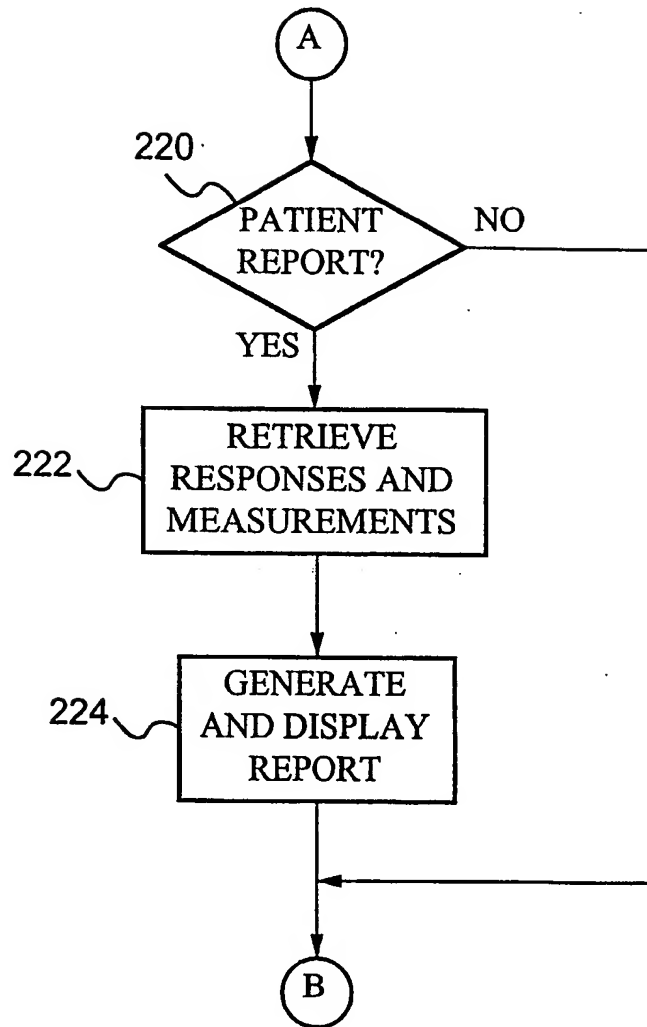 A
220
PATIENT
REPORT?
NO
YES
222
RETRIEVE
RESPONSES AND
MEASUREMENTS
224
GENERATE
AND DISPLAY
REPORT
B